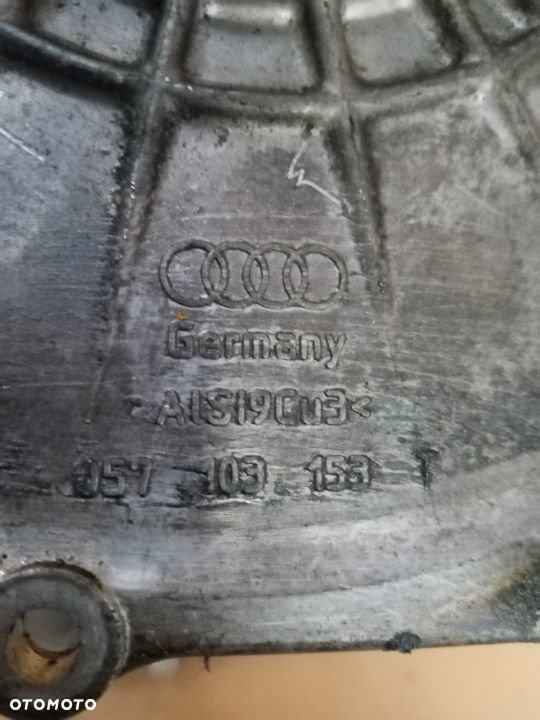 Germany
>AlSi9Cu3<
057 103 153 T
OTOMOTO